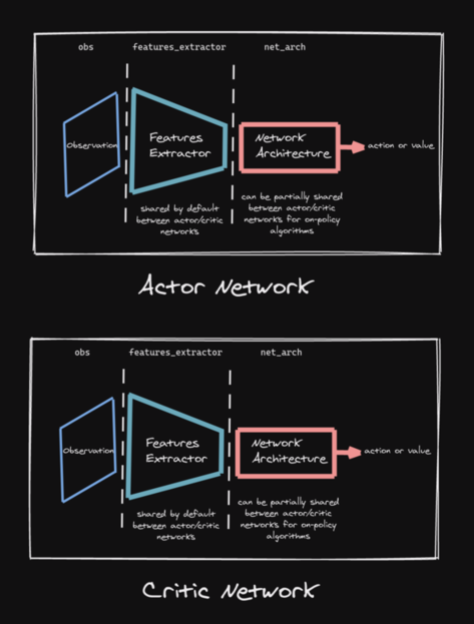 obs features_extractor net_arch
Observation
Features
Extractor
Network
Architecture
action or value
shared by default
between actor/critic
networks
can be partially shared
between actor/critic
networks for on-policy
algorithms
Actor Network
obs features_extractor net_arch
Observation
Features
Extractor
Network
Architecture
action or value
shared by default
between actor/critic
networks
can be partially shared
between actor/critic
networks for on-policy
algorithms
Critic Network